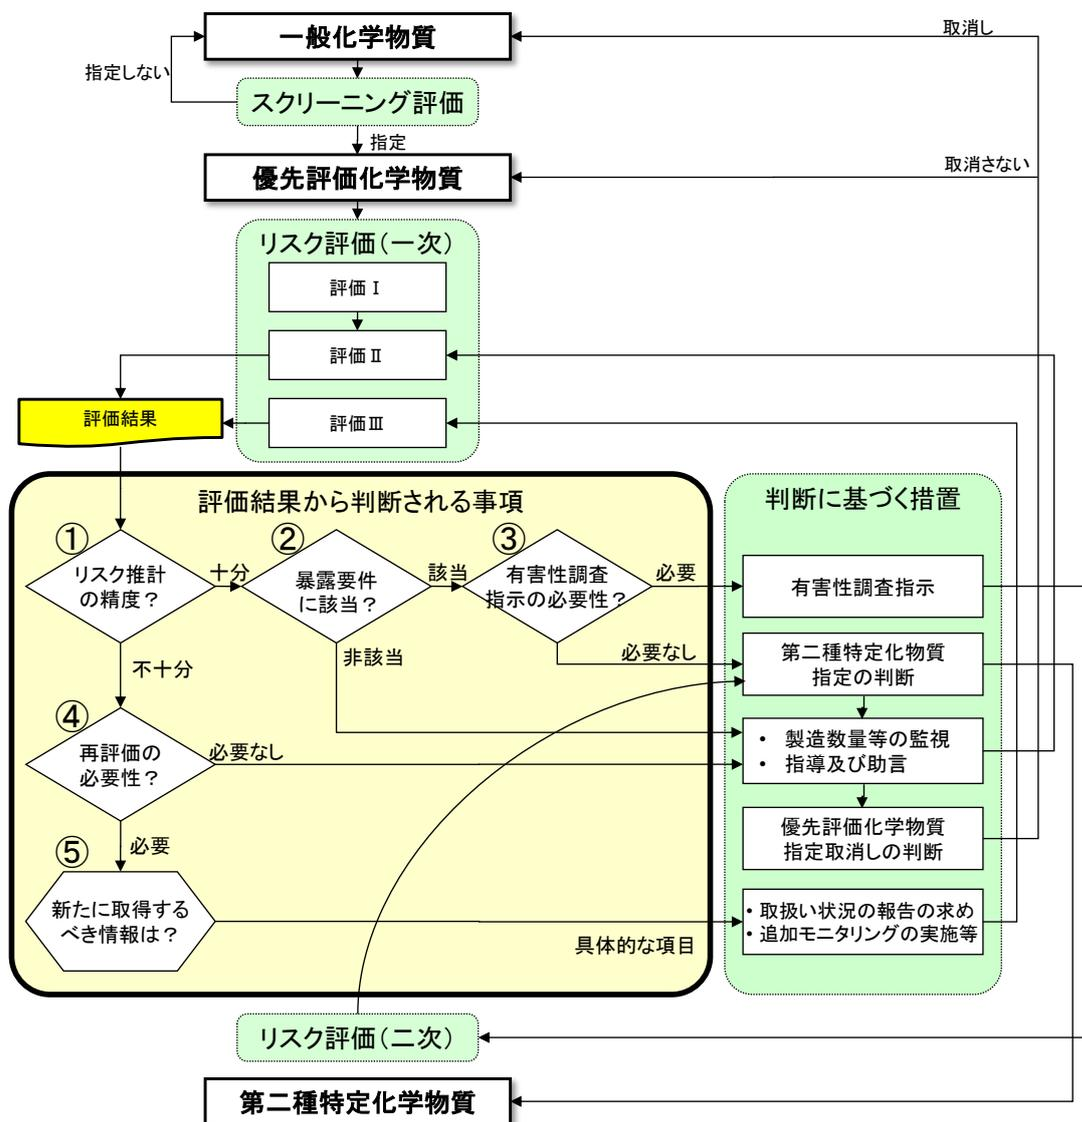 一般化学物質
取消し
指定しない
スクリーニング評価
指定
優先評価化学物質
取消さない
リスク評価(一次)
評価Ⅰ
評価Ⅱ
評価結果
評価Ⅲ
評価結果から判断される事項
判断に基づく措置
①
リスク推計
の精度?
十分
②
暴露要件
に該当?
該当
③
有害性調査
指示の必要性?
必要
有害性調査指示
不十分
非該当
必要なし
第二種特定化物質
指定の判断
④
再評価の
必要性?
必要なし
・ 製造数量等の監視
・ 指導及び助言
必要
優先評価化学物質
指定取消しの判断
⑤
新たに取得する
べき情報は?
具体的な項目
・取扱い状況の報告の求め
・追加モニタリングの実施等
リスク評価(二次)
第二種特定化学物質